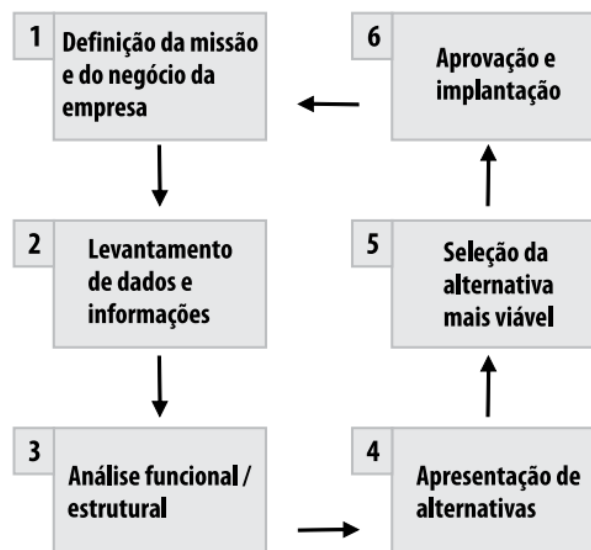 1
Definição da missão
e do negócio da
empresa
2
Levantamento
de dados e
informações
3
Análise funcional /
estrutural
4
Apresentação de
alternativas
5
Seleção da
alternativa
mais viável
6
Aprovação e
implantação